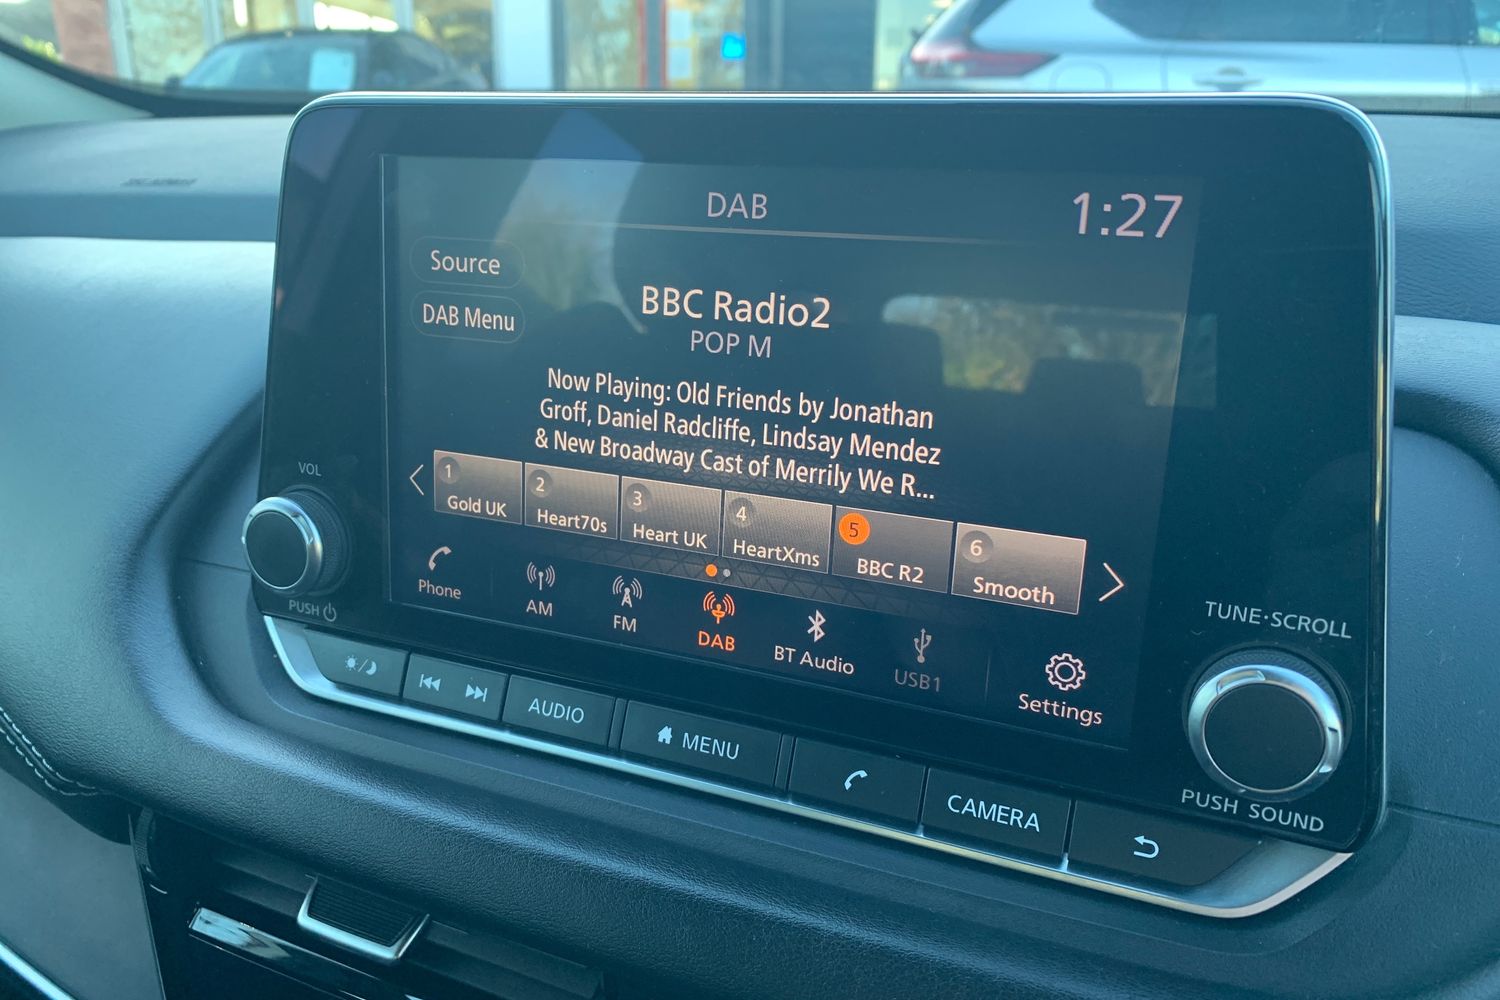 DAB
1:27
Source
DAB Menu
BBC Radio2
POP M
Now Playing: Old Friends by Jonathan
Groff, Daniel Radcliffe, Lindsay Mendez
& New Broadway Cast of Merrily We R...
1 Gold UK
2 Heart70s
3 Heart UK
4 HeartXms
5 BBC R2
6 Smooth
Phone
AM
FM
DAB
BT Audio
USB1
Settings
VOL
PUSH
TUNE·SCROLL
PUSH SOUND
AUDIO
MENU
CAMERA